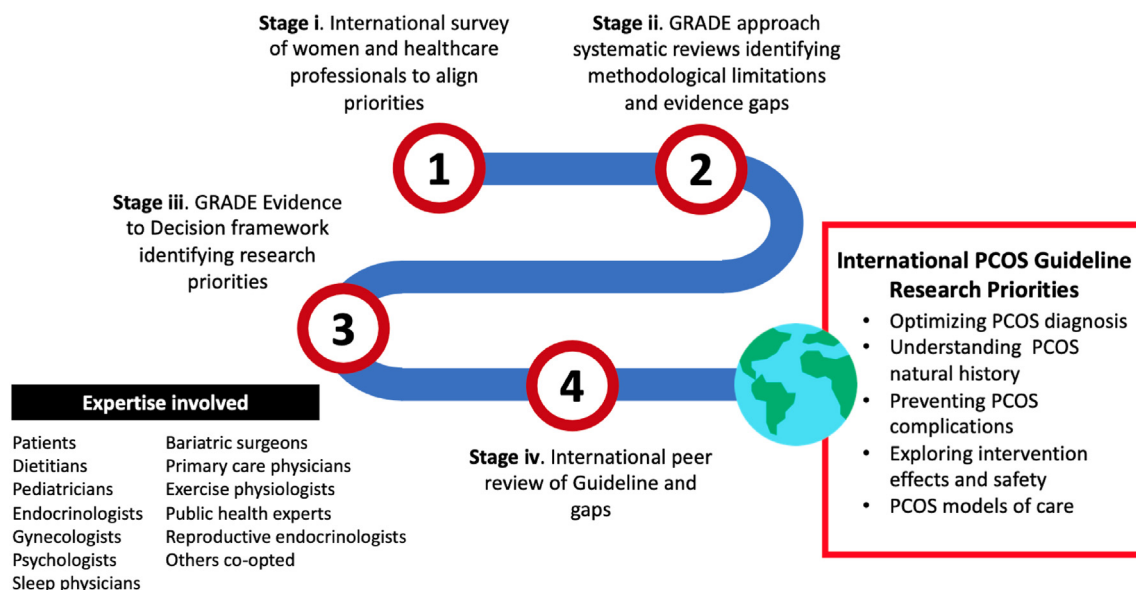 Stage i. International survey
of women and healthcare
professionals to align
priorities
Stage ii. GRADE approach
systematic reviews identifying
methodological limitations
and evidence gaps
1
2
Stage iii. GRADE Evidence
to Decision framework
identifying research
priorities
3
4
Stage iv. International peer
review of Guideline and
gaps
International PCOS Guideline
Research Priorities
• Optimizing PCOS diagnosis
• Understanding PCOS
natural history
• Preventing PCOS
complications
• Exploring intervention
effects and safety
• PCOS models of care
Expertise involved
Patients
Dietitians
Pediatricians
Endocrinologists
Gynecologists
Psychologists
Sleep physicians
Bariatric surgeons
Primary care physicians
Exercise physiologists
Public health experts
Reproductive endocrinologists
Others co-opted